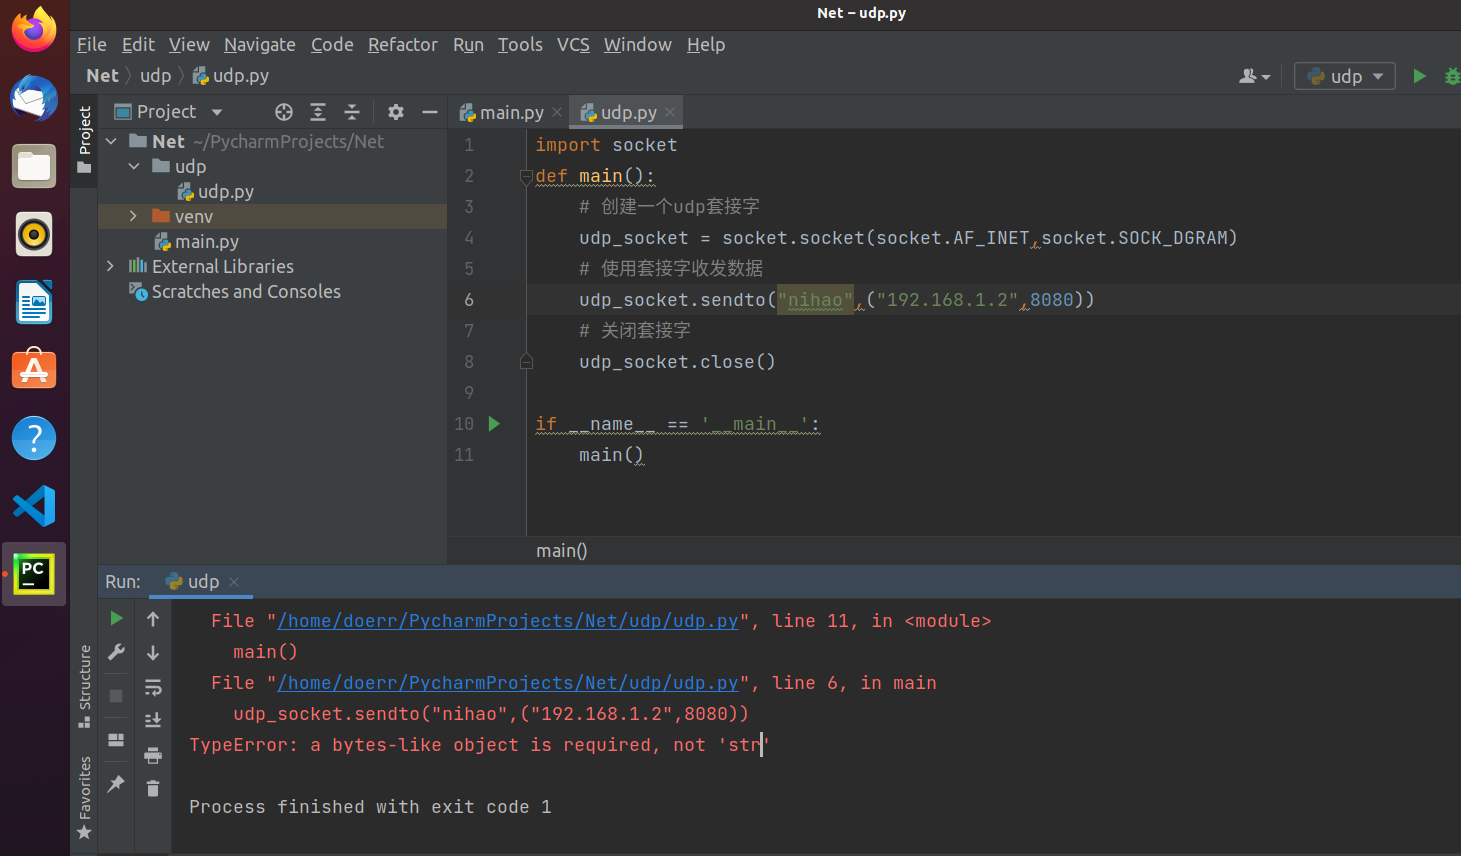 Net – udp.py
File Edit View Navigate Code Refactor Run Tools VCS Window Help
Net udp udp.py
udp
Project
Project
main.py
udp.py
Net ~/PycharmProjects/Net
udp
udp.py
venv
main.py
External Libraries
Scratches and Consoles
1 import socket
2 def main():
3 # 创建一个udp套接字
4 udp_socket = socket.socket(socket.AF_INET,socket.SOCK_DGRAM)
5 # 使用套接字收发数据
6 udp_socket.sendto("nihao",("192.168.1.2",8080))
7 # 关闭套接字
8 udp_socket.close()
9
10 if __name__ == '__main__':
11 main()
main()
Run: udp
File "/home/doerr/PycharmProjects/Net/udp/udp.py", line 11, in <module>
main()
File "/home/doerr/PycharmProjects/Net/udp/udp.py", line 6, in main
udp_socket.sendto("nihao",("192.168.1.2",8080))
TypeError: a bytes-like object is required, not 'str'
Process finished with exit code 1
Structure
Favorites
PC